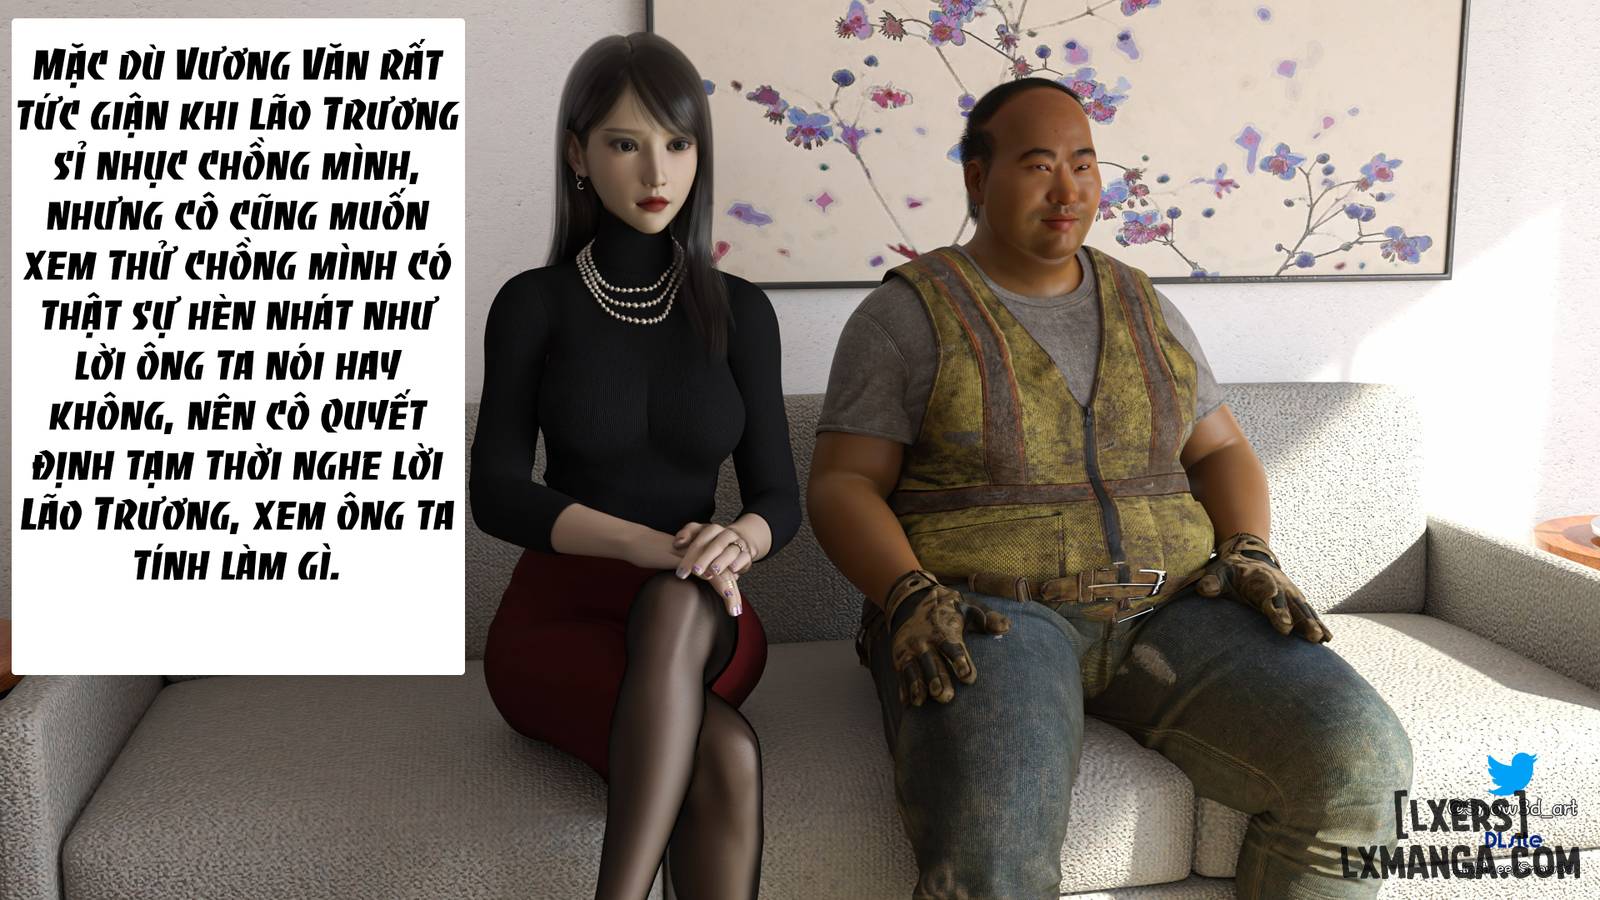 Mặc dù Vương Văn rất
tức giận khi Lão Trương
sỉ nhục chồng mình,
nhưng cô cũng muốn
xem thử chồng mình có
thật sự hèn nhát như
lời ông ta nói hay
không, nên cô quyết
định tạm thời nghe lời
Lão Trương, xem ông ta
tính làm gì.
@Snow3d_art
[LXERS]
DLsite
LXMANGA.COM